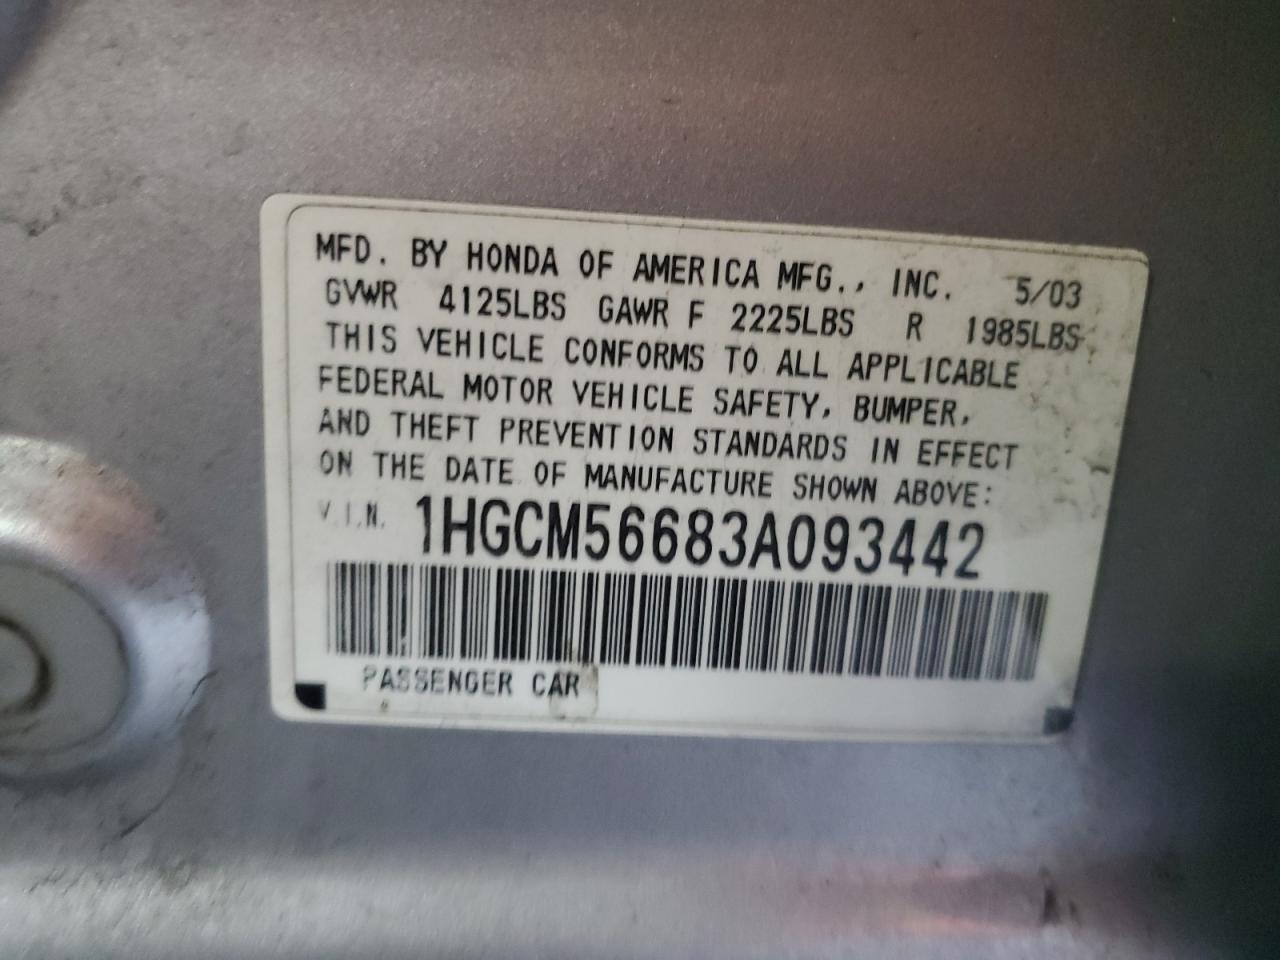 MFD. BY HONDA OF AMERICA MFG., INC. 5/03
GVWR 4125LBS GAWR F 2225LBS R 1985LBS
THIS VEHICLE CONFORMS TO ALL APPLICABLE
FEDERAL MOTOR VEHICLE SAFETY, BUMPER,
AND THEFT PREVENTION STANDARDS IN EFFECT
ON THE DATE OF MANUFACTURE SHOWN ABOVE:
V.I.N. 1HGCM56683A093442
PASSENGER CAR